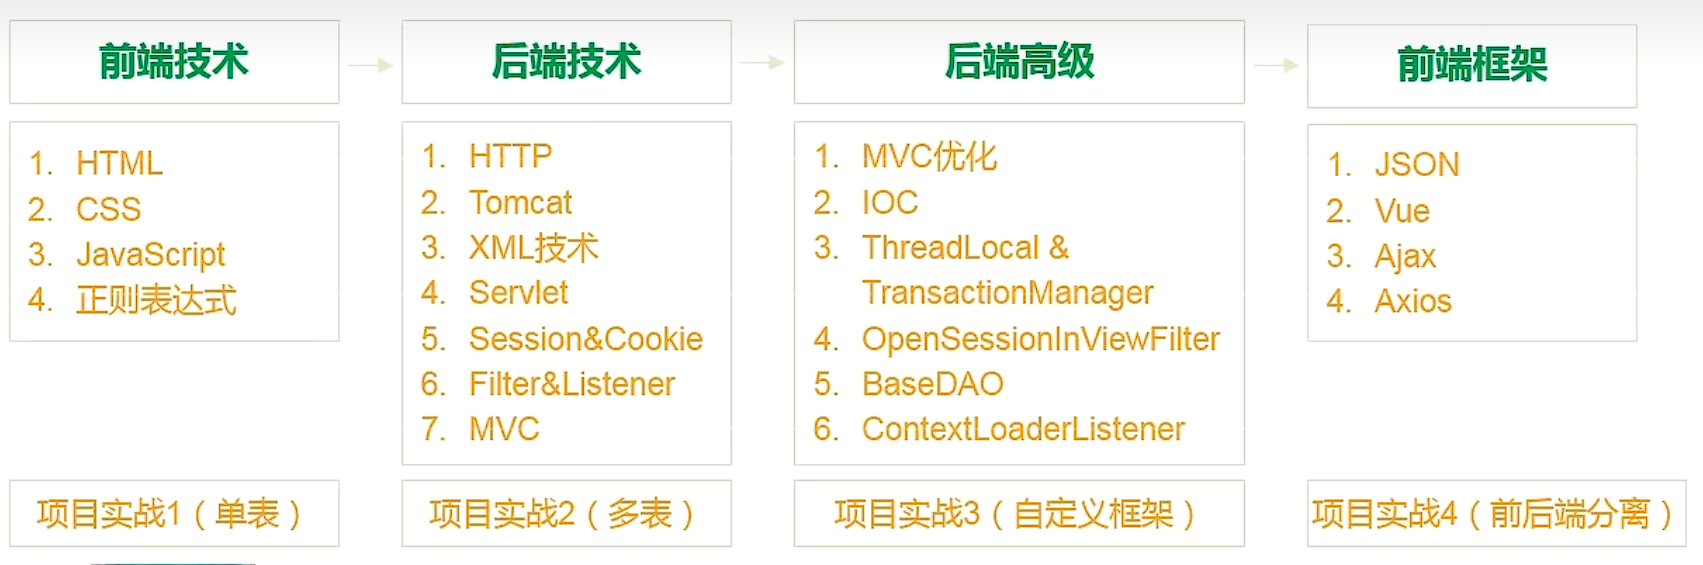 前端技术
1. HTML
2. CSS
3. JavaScript
4. 正则表达式
项目实战1（单表）
后端技术
1. HTTP
2. Tomcat
3. XML技术
4. Servlet
5. Session&Cookie
6. Filter&Listener
7. MVC
项目实战2（多表）
后端高级
1. MVC优化
2. IOC
3. ThreadLocal &
TransactionManager
4. OpenSessionInViewFilter
5. BaseDAO
6. ContextLoaderListener
项目实战3（自定义框架）
前端框架
1. JSON
2. Vue
3. Ajax
4. Axios
项目实战4（前后端分离）